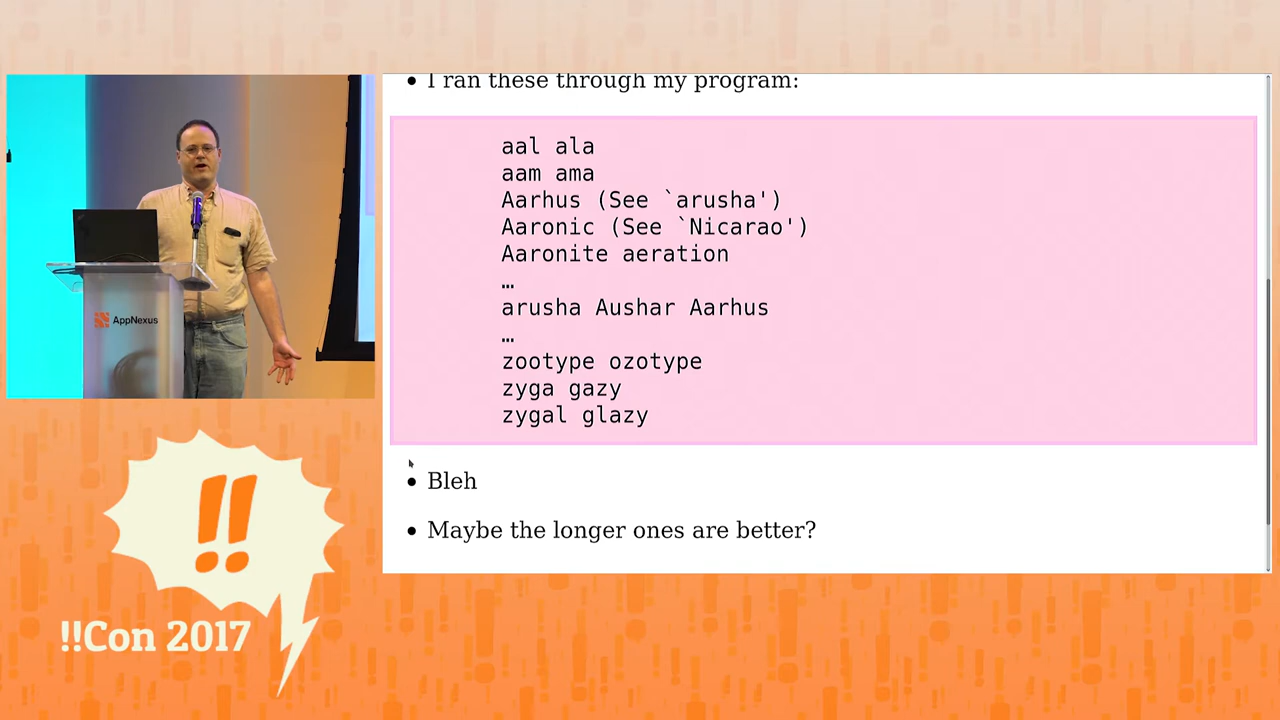 • I ran these through my program:
aal ala
aam ama
Aarhus (See `arusha')
Aaronic (See `Nicarao')
Aaronite aeration
…
arusha Aushar Aarhus
…
zootype ozotype
zyga gazy
zygal glazy
• Bleh
• Maybe the longer ones are better?
AppNexus
!!
!!Con 2017